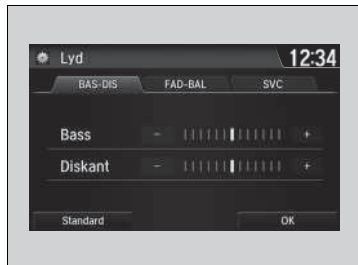 Lyd 12:34
BAS-DIS FAD-BAL SVC
Bass - +
Diskant - +
Standard OK